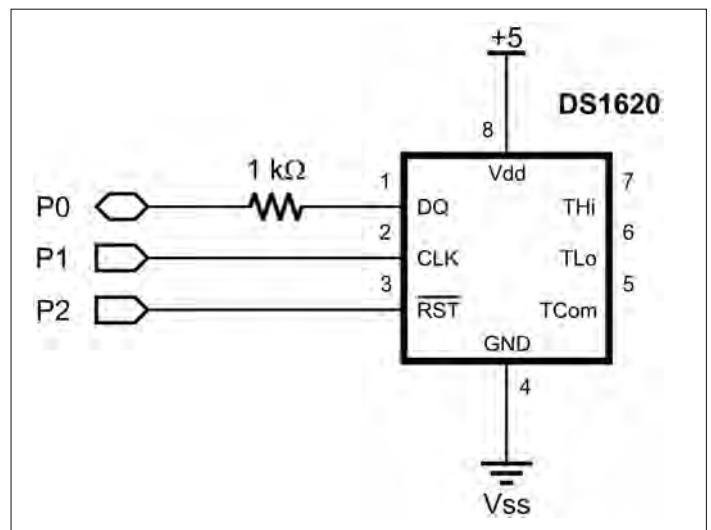 +5
DS1620
8
Vdd
1 kΩ
1
7
P0
DQ
THi
2
6
P1
CLK
TLo
3
5
P2
RST
TCom
GND
4
Vss